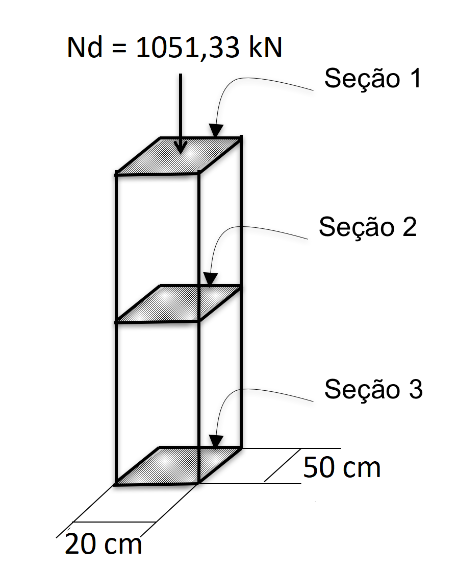 Nd = 1051,33 kN
Seção 1
Seção 2
Seção 3
50 cm
20 cm